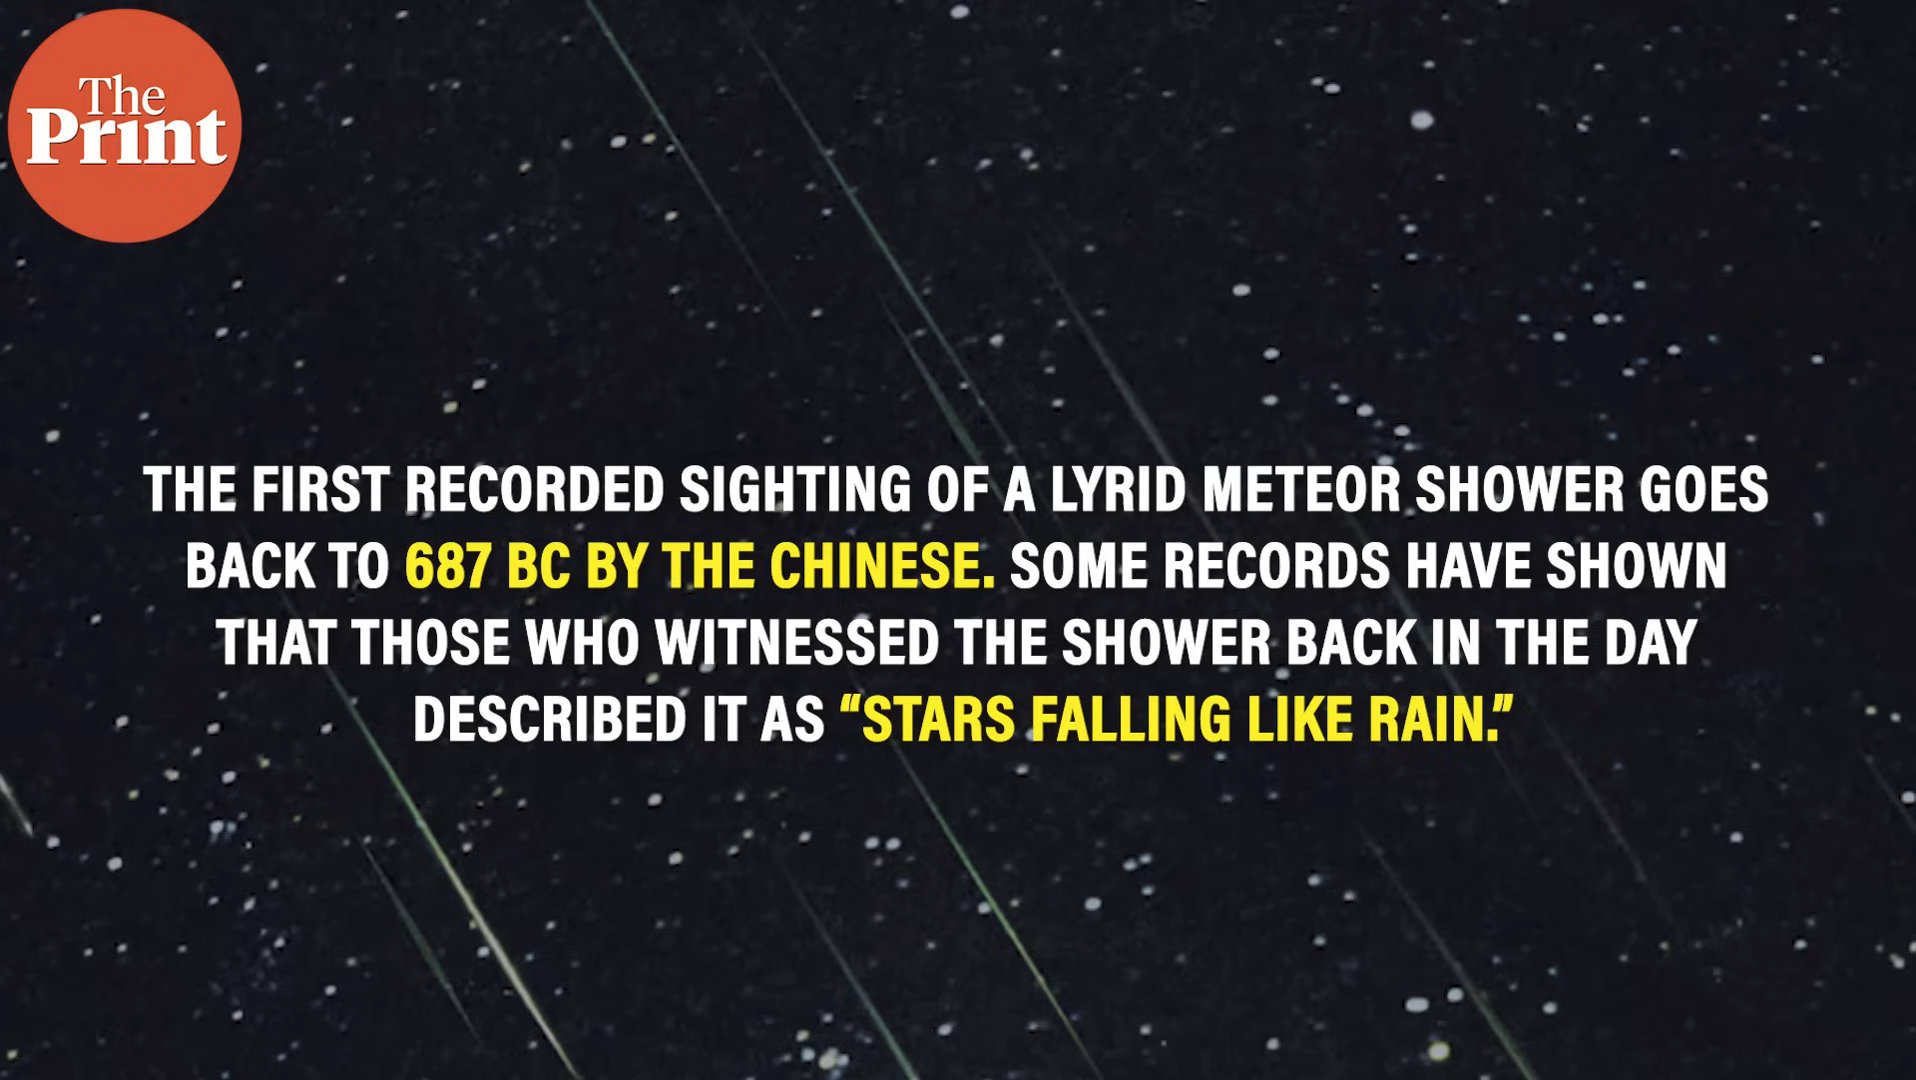 The
Print
THE FIRST RECORDED SIGHTING OF A LYRID METEOR SHOWER GOES
BACK TO 687 BC BY THE CHINESE. SOME RECORDS HAVE SHOWN
THAT THOSE WHO WITNESSED THE SHOWER BACK IN THE DAY
DESCRIBED IT AS “STARS FALLING LIKE RAIN.”